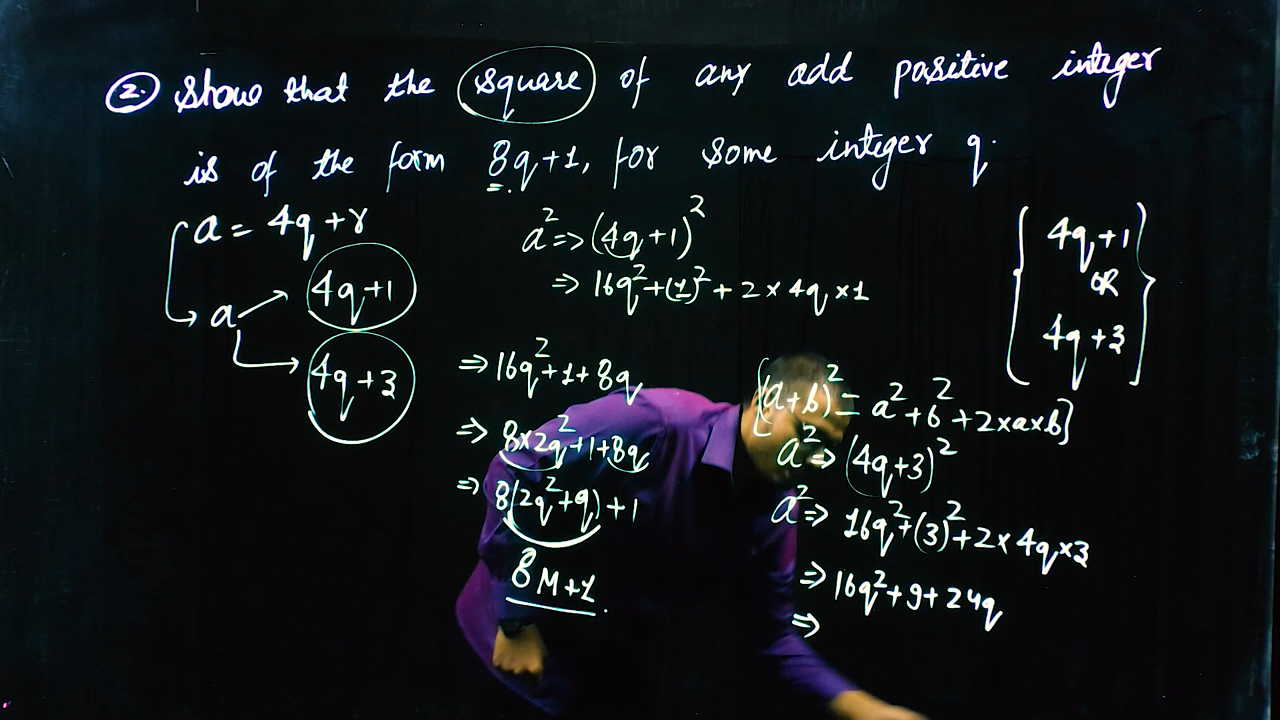 2. Show that the square of any add positive integer
is of the form 8q+1, for some integer q.
a = 4q + r
a
4q+1
4q+3
a² => (4q+1)²
=> 16q²+(1)²+2×4q×1
=> 16q²+1+8q
=> 8×2q²+1+8q
=> 8(2q²+q)+1
8M+1.
{4q+1
OR
4q+3}
[(a+b)² = a²+b²+2×a×b]
a² => (4q+3)²
a² => 16q²+(3)²+2×4q×3
=> 16q²+9+24q
=>